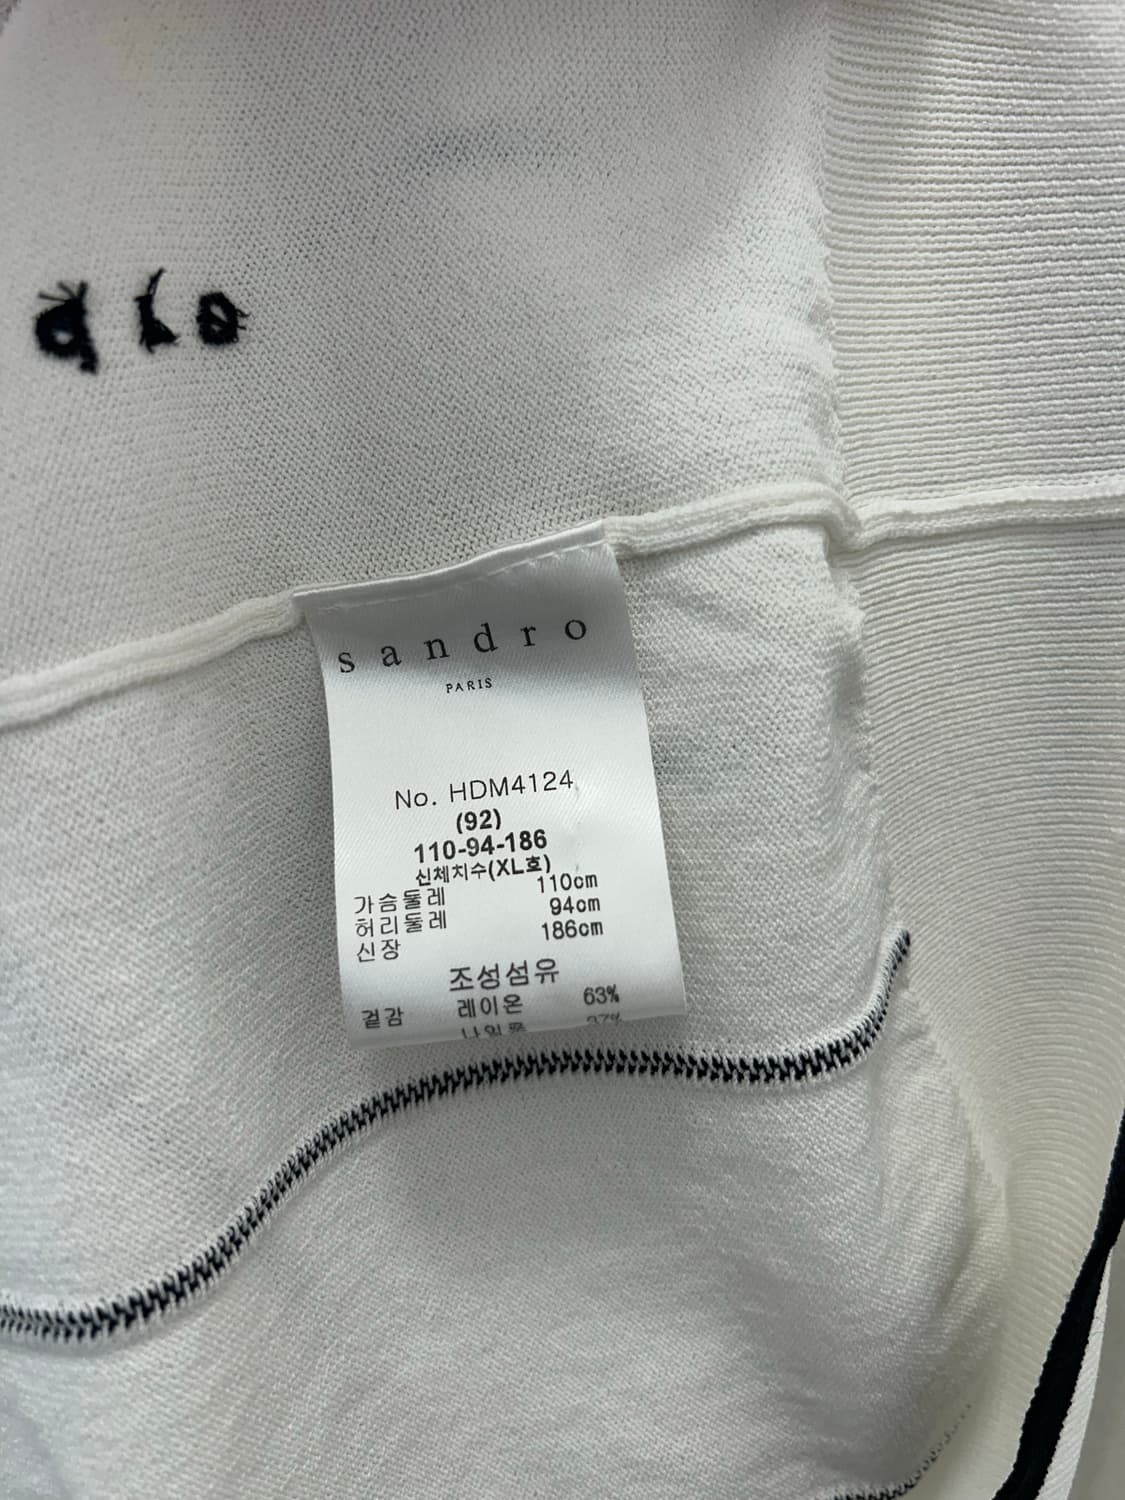 sandro
PARIS
No. HDM4124
(92)
110-94-186
신체치수(XL호)
가슴둘레 110cm
허리둘레 94cm
신장 186cm
조성섬유
겉감 레이온 63%